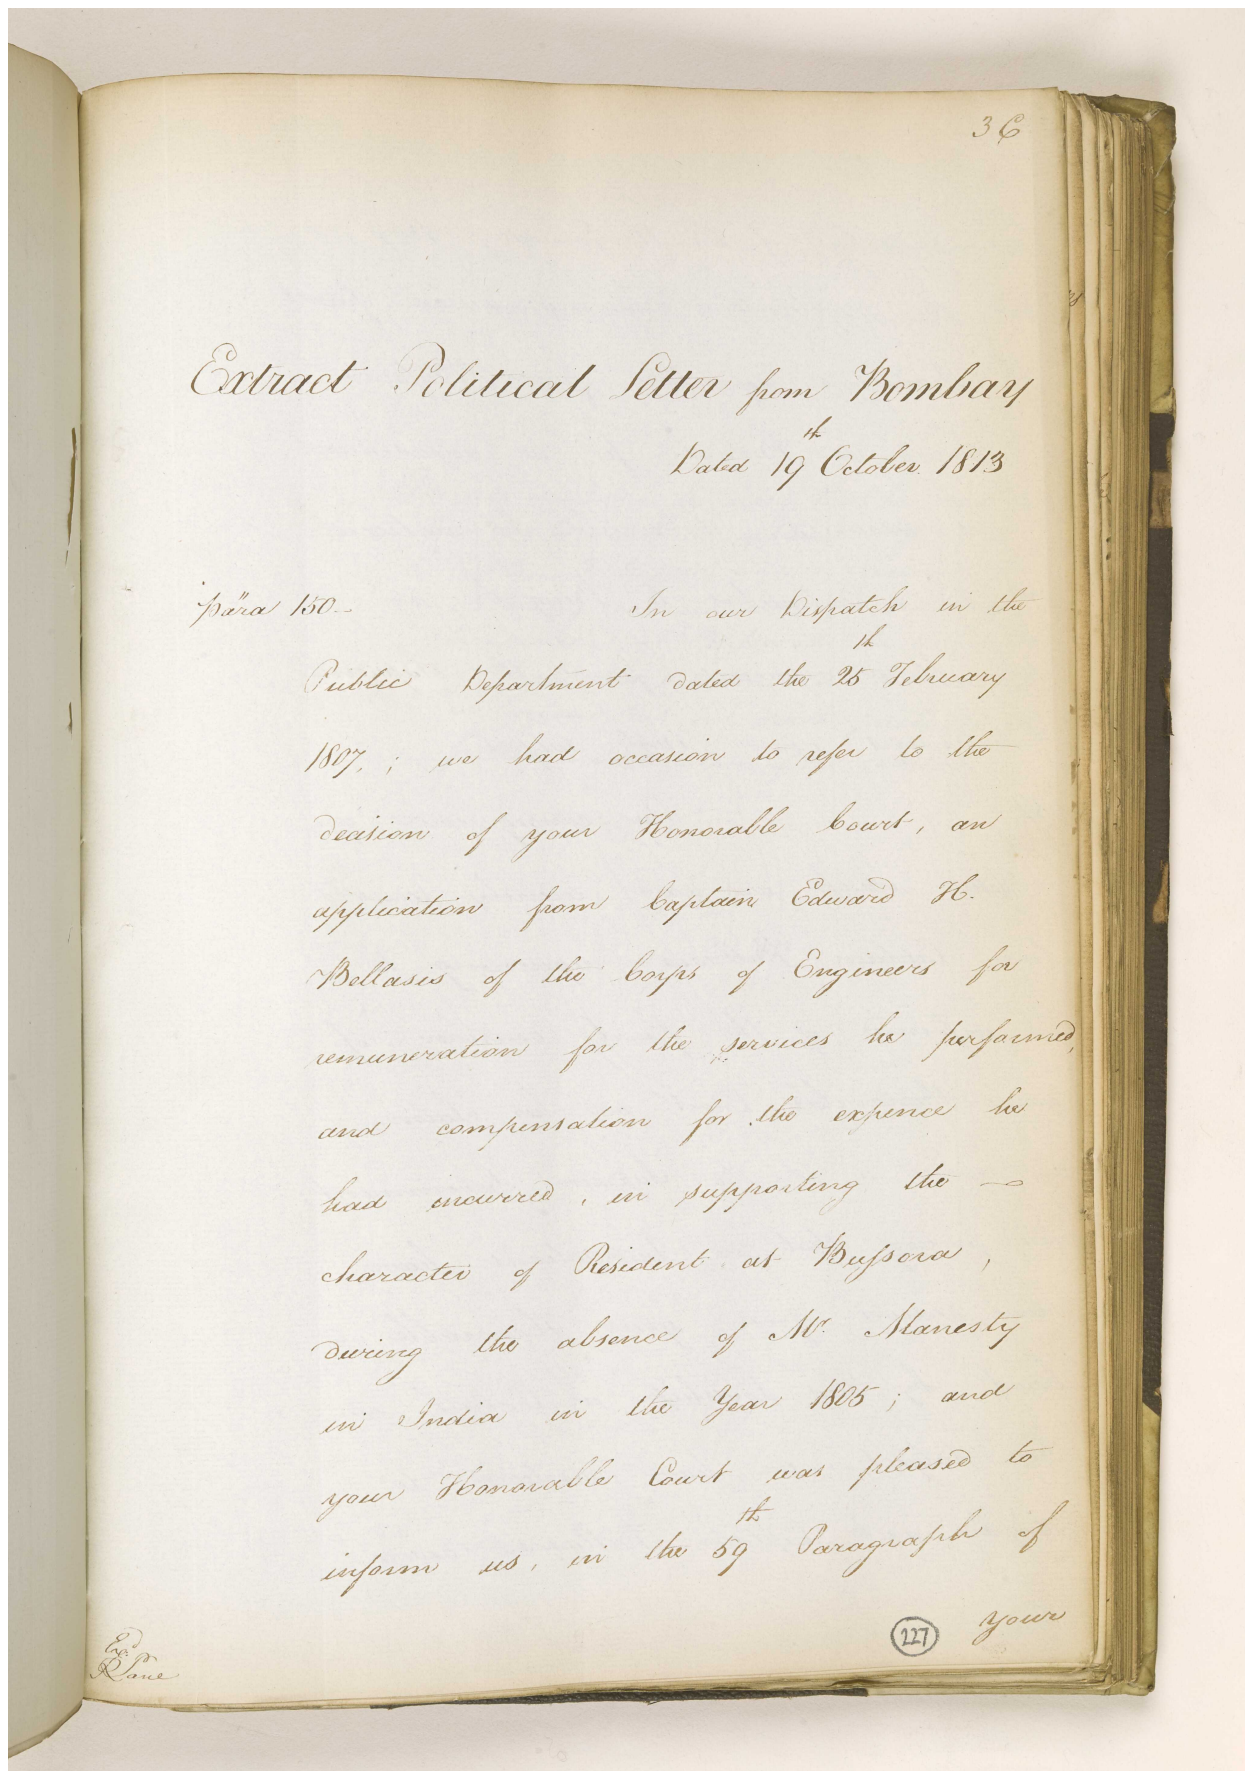 36
Extract Political Letter from Bombay
Dated 19th October 1813
para 150 - In our Dispatch in the
Public Department dated the 25th February
1807,; we had occasion to refer to the
decision of your Honorable Court, an
application from Captain Edward H.
Bellasis of the Corps of Engineers for
remuneration for the services he performed,
and compensation for the expence he
had incurred, in supporting the -
character of Resident at Bussora,
during the absence of Mr. Manesty
in India in the Year 1805; and
your Honorable Court was pleased to
inform us, in the 59th Paragraph of
your
227
Exd